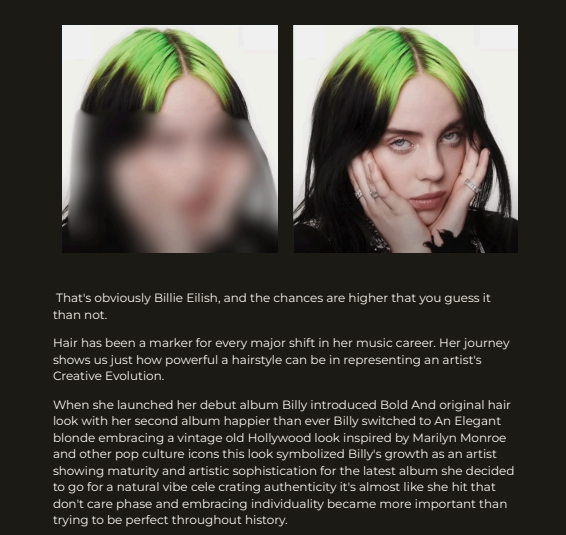 That's obviously Billie Eilish, and the chances are higher that you guess it
than not.
Hair has been a marker for every major shift in her music career. Her journey
shows us just how powerful a hairstyle can be in representing an artist's
Creative Evolution.
When she launched her debut album Billy introduced Bold And original hair
look with her second album happier than ever Billy switched to An Elegant
blonde embracing a vintage old Hollywood look inspired by Marilyn Monroe
and other pop culture icons this look symbolized Billy's growth as an artist
showing maturity and artistic sophistication for the latest album she decided
to go for a natural vibe cele crating authenticity it's almost like she hit that
don't care phase and embracing individuality became more important than
trying to be perfect throughout history.